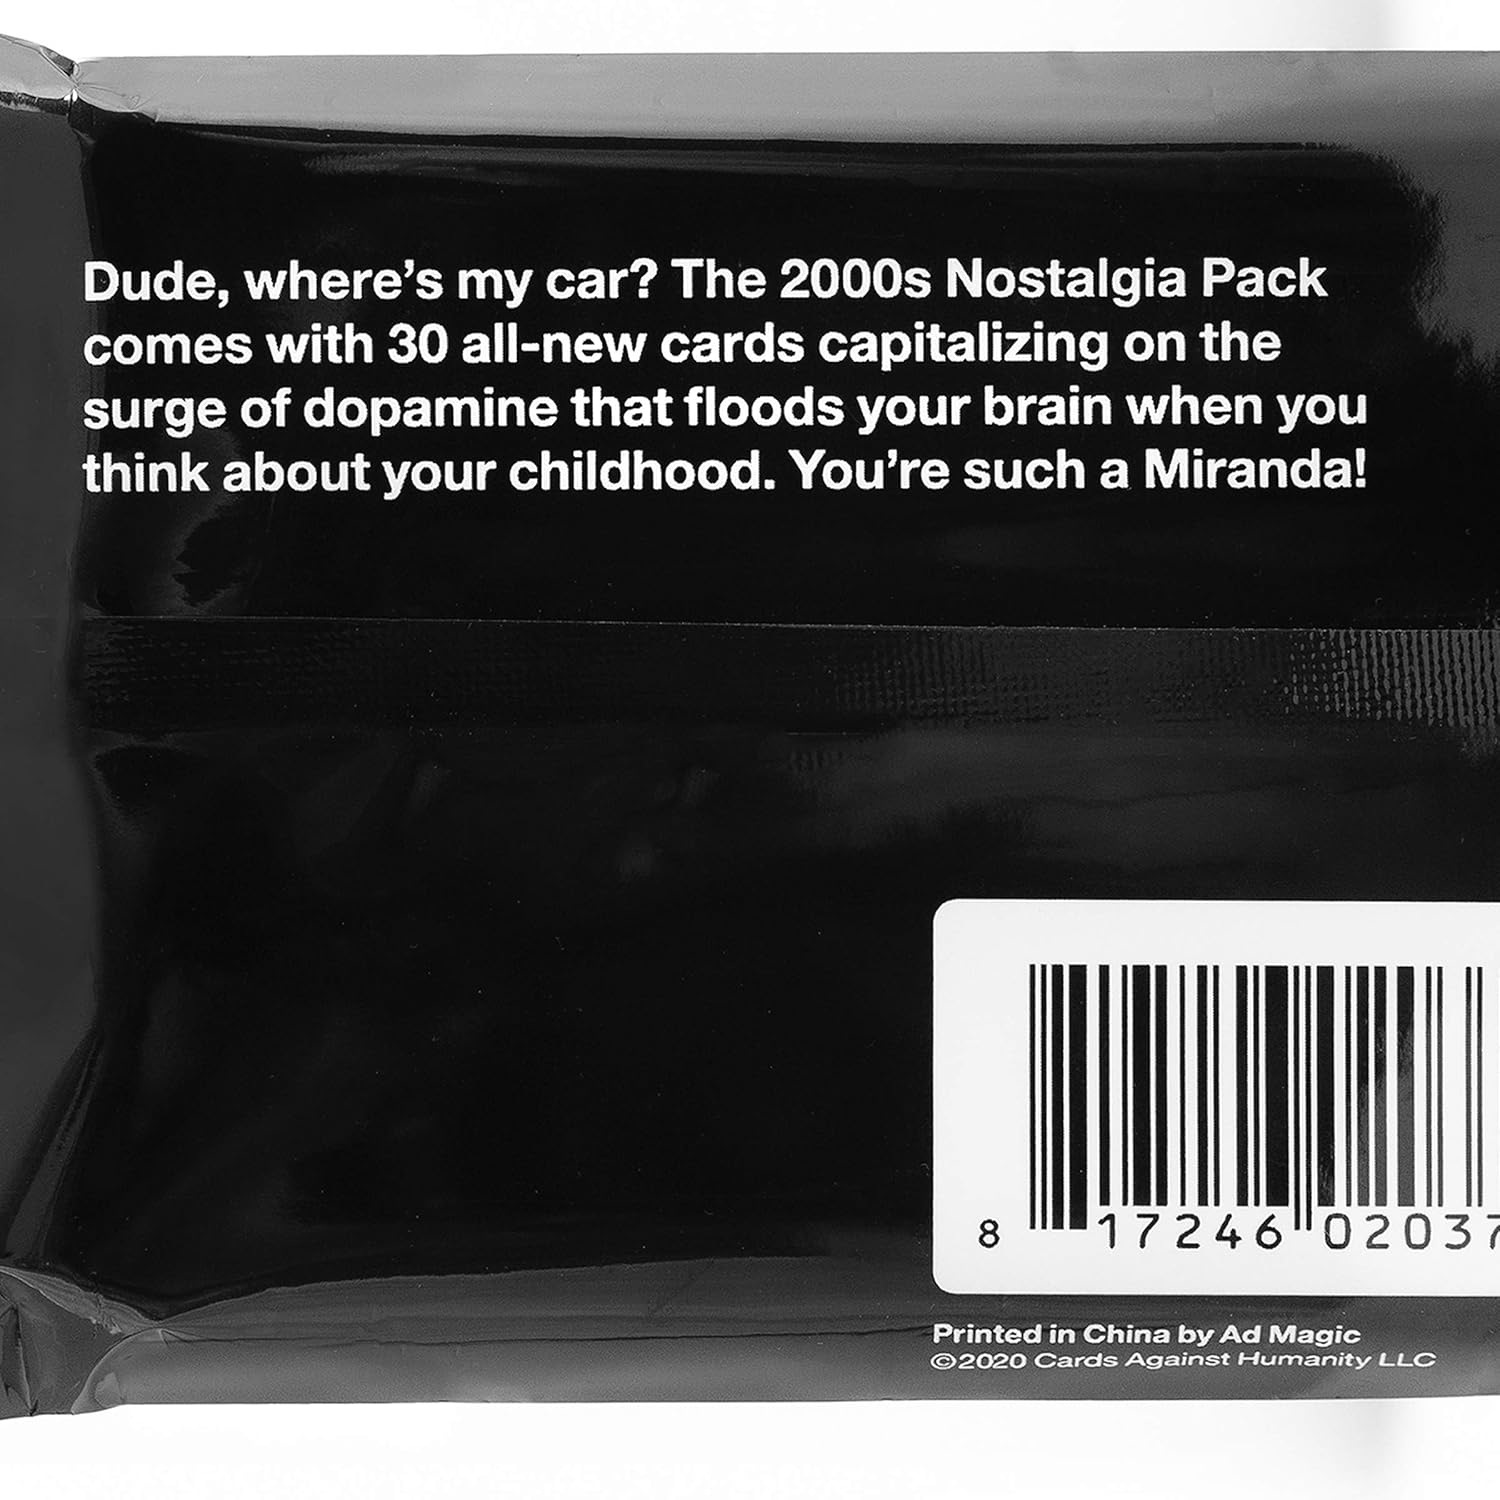 Dude, where's my car? The 2000s Nostalgia Pack
comes with 30 all-new cards capitalizing on the
surge of dopamine that floods your brain when you
think about your childhood. You're such a Miranda!
8 17246 02037
Printed in China by Ad Magic
©2020 Cards Against Humanity LLC